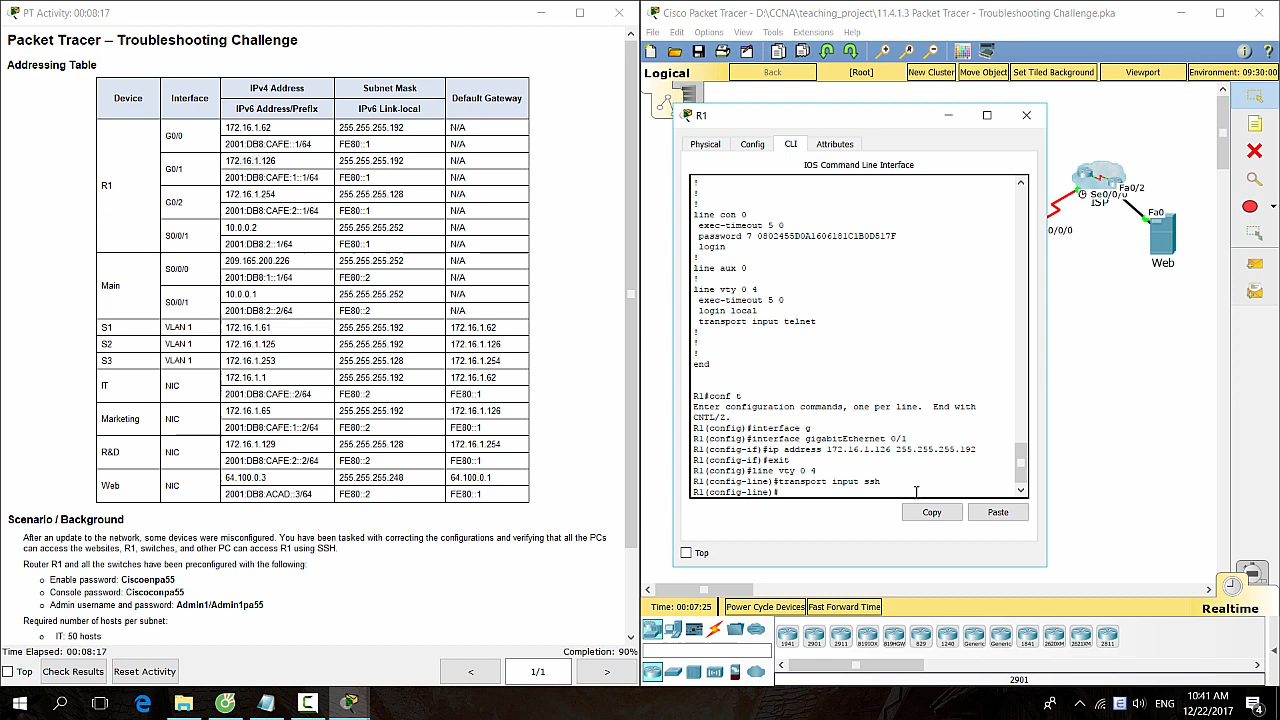 PT Activity: 00:08:17
Packet Tracer – Troubleshooting Challenge
Addressing Table
Device Interface IPv4 Address Subnet Mask Default Gateway
IPv6 Address/Prefix IPv6 Link-local
R1 G0/0 172.16.1.62 255.255.255.192 N/A
2001:DB8:CAFE::1/64 FE80::1 N/A
G0/1 172.16.1.126 255.255.255.192 N/A
2001:DB8:CAFE:1::1/64 FE80::1 N/A
G0/2 172.16.1.254 255.255.255.128 N/A
2001:DB8:CAFE:2::1/64 FE80::1 N/A
S0/0/1 10.0.0.2 255.255.255.252 N/A
2001:DB8:2::1/64 FE80::1 N/A
Main S0/0/0 209.165.200.226 255.255.255.252 N/A
2001:DB8:1::1/64 FE80::2 N/A
S0/0/1 10.0.0.1 255.255.255.252 N/A
2001:DB8:2::2/64 FE80::2 N/A
S1 VLAN 1 172.16.1.61 255.255.255.192 172.16.1.62
S2 VLAN 1 172.16.1.125 255.255.255.192 172.16.1.126
S3 VLAN 1 172.16.1.253 255.255.255.128 172.16.1.254
IT NIC 172.16.1.1 255.255.255.192 172.16.1.62
2001:DB8:CAFE::2/64 FE80::2 FE80::1
Marketing NIC 172.16.1.65 255.255.255.192 172.16.1.126
2001:DB8:CAFE:1::2/64 FE80::2 FE80::1
R&D NIC 172.16.1.129 255.255.255.128 172.16.1.254
2001:DB8:CAFE:2::2/64 FE80::2 FE80::1
Web NIC 64.100.0.3 255.255.255.248 64.100.0.1
2001:DB8:ACAD::3/64 FE80::2 FE80::1
Scenario / Background
After an update to the network, some devices were misconfigured. You have been tasked with correcting the configurations and verifying that all the PCs
can access the websites, R1, switches, and other PC can access R1 using SSH.
Router R1 and all the switches have been preconfigured with the following:
o Enable password: Ciscoenpa55
o Console password: Ciscoconpa55
o Admin username and password: Admin1/Admin1pa55
Required number of hosts per subnet:
o IT: 50 hosts
Time Elapsed: 00:08:17 Completion: 90%
Top Check Results Reset Activity < 1/1 >
Cisco Packet Tracer - D:\CCNA\teaching_project\11.4.1.3 Packet Tracer - Troubleshooting Challenge.pka
File Edit Options View Tools Extensions Help
Logical Back [Root] New Cluster Move Object Set Tiled Background Viewport Environment: 09:30:00
R1
Physical Config CLI Attributes
IOS Command Line Interface
!
!
!
line con 0
exec-timeout 5 0
password 7 0802455D0A1606181C1B0D517F
login
!
line aux 0
!
line vty 0 4
exec-timeout 5 0
login local
transport input telnet
!
!
!
end
R1#conf t
Enter configuration commands, one per line. End with
CNTL/Z.
R1(config)#interface g
R1(config)#interface gigabitEthernet 0/1
R1(config-if)#ip address 172.16.1.126 255.255.255.192
R1(config-if)#exit
R1(config)#line vty 0 4
R1(config-line)#transport input ssh
R1(config-line)#
Copy Paste
Top
Fa0/2
Se0/0/0
ISP
Fa0
0/0/0
Web
Time: 00:07:25 Power Cycle Devices Fast Forward Time Realtime
1941 2901 2911 819IOX 819HGW 829 1240 Generic Generic 1841 2620XM 2621XM 2811
2901
ENG 10:41 AM
12/22/2017
4